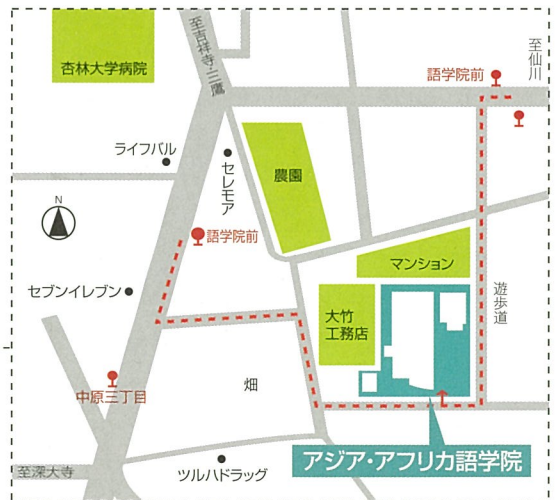 至吉祥寺・三鷹
至仙川
杏林大学病院
語学院前
ライフバル
セレモア
農園
N
語学院前
マンション
セブンイレブン
大竹
工務店
遊歩道
中原三丁目
畑
至深大寺
ツルハドラッグ
アジア・アフリカ語学院